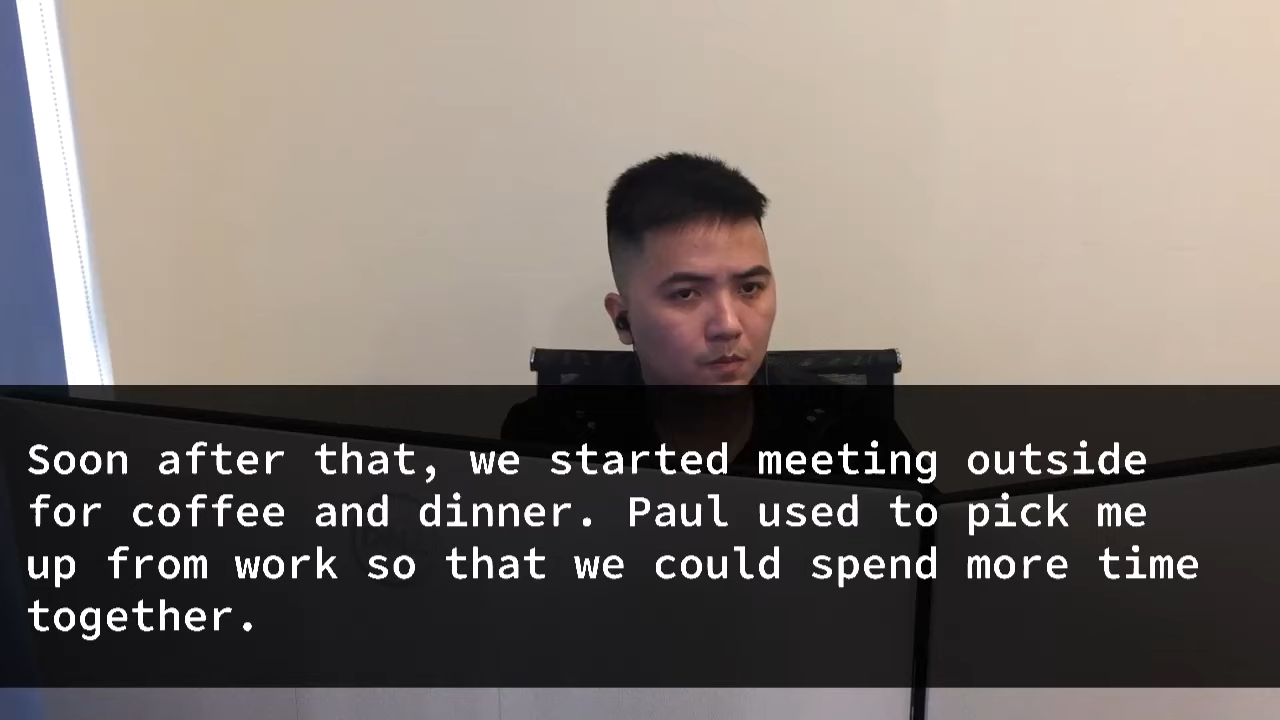 Soon after that, we started meeting outside
for coffee and dinner. Paul used to pick me
up from work so that we could spend more time
together.